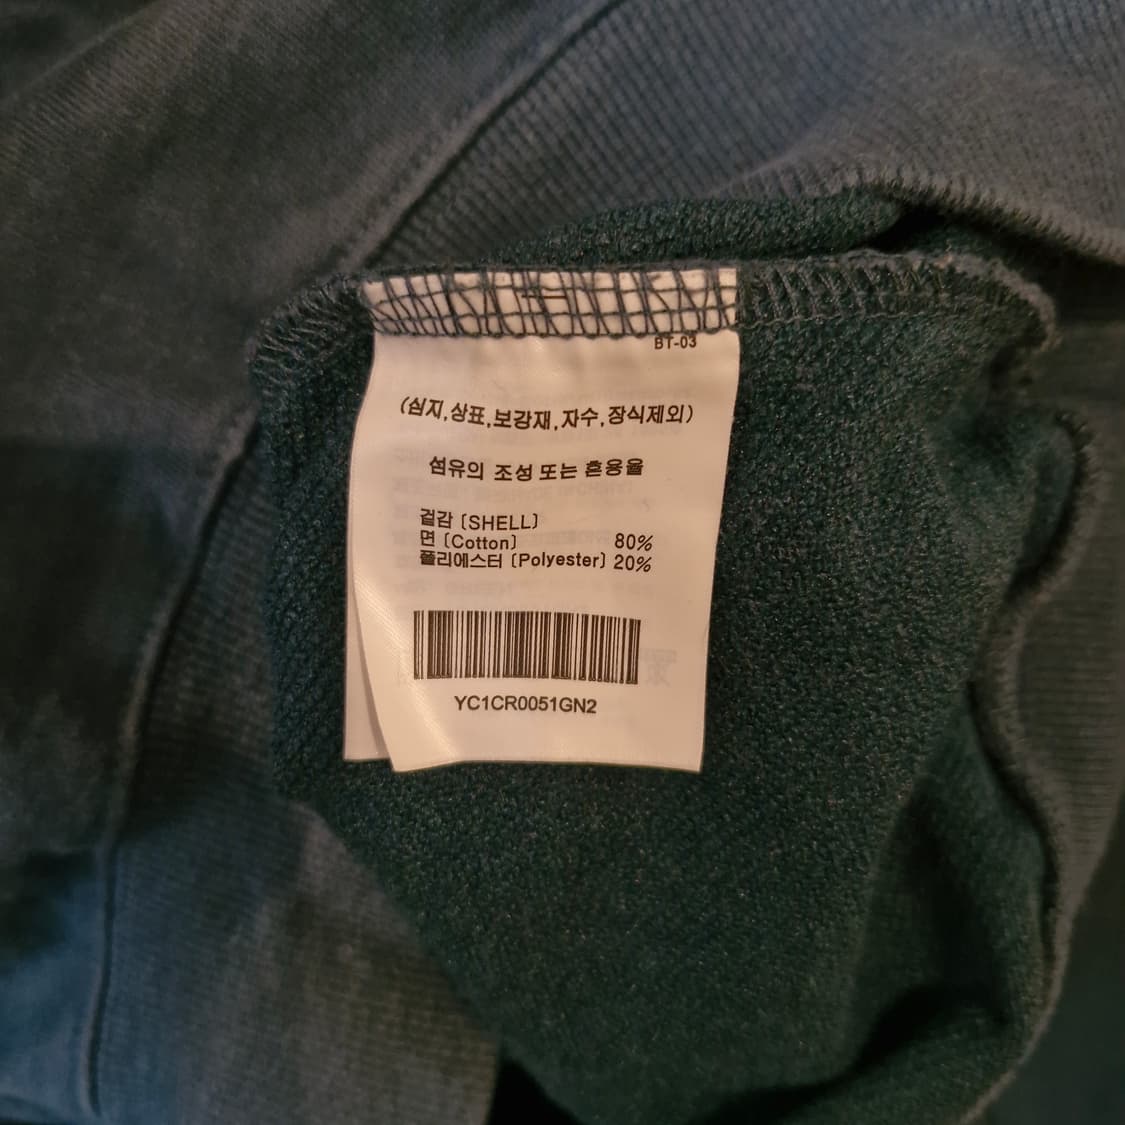 BT-03
(심지,상표,보강재,자수,장식제외)
섬유의 조성 또는 혼용율
겉감 (SHELL)
면 (Cotton) 80%
폴리에스터 (Polyester) 20%
YC1CR0051GN2